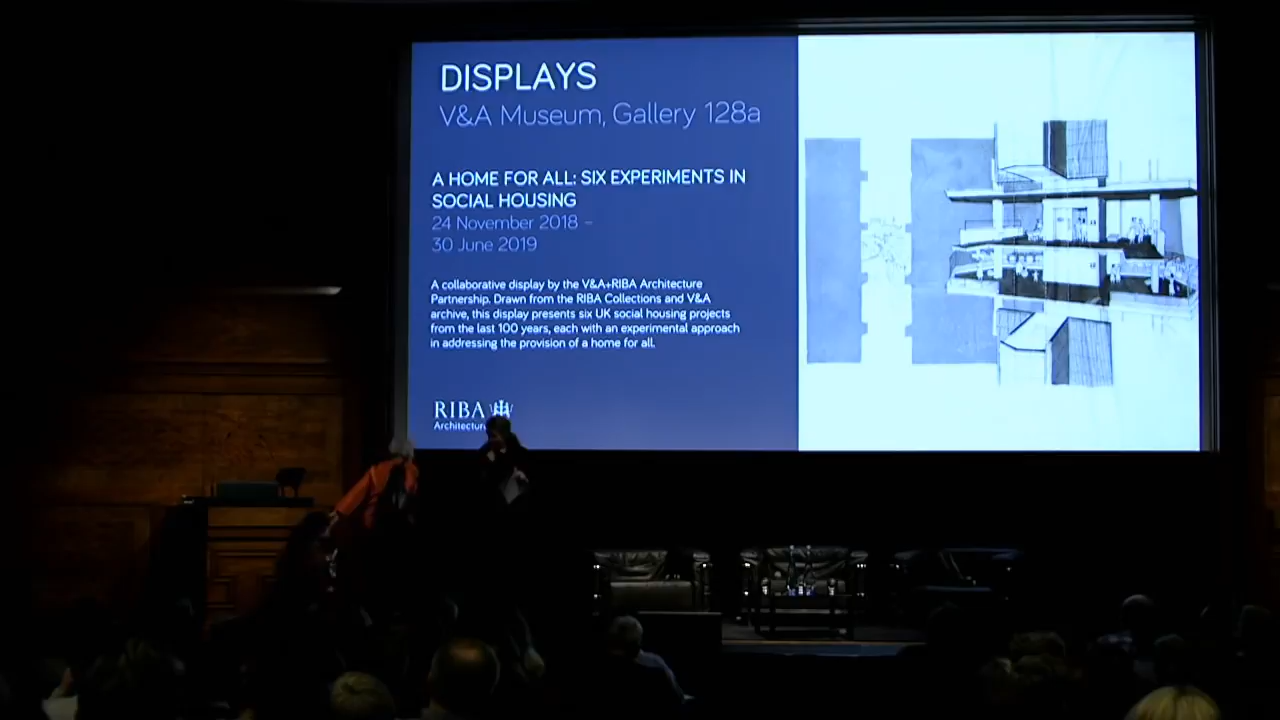 DISPLAYS
V&A Museum, Gallery 128a
A HOME FOR ALL: SIX EXPERIMENTS IN
SOCIAL HOUSING
24 November 2018 –
30 June 2019
A collaborative display by the V&A+RIBA Architecture
Partnership. Drawn from the RIBA Collections and V&A
archive, this display presents six UK social housing projects
from the last 100 years, each with an experimental approach
in addressing the provision of a home for all.
RIBA
Architecture